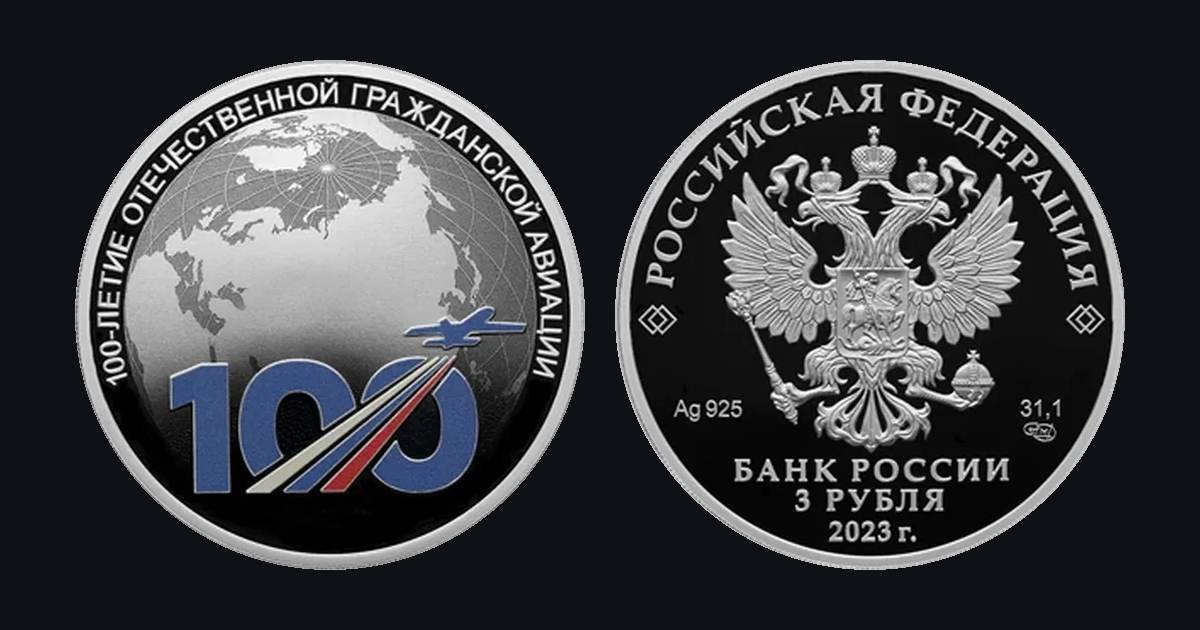 100-ЛЕТИЕ ОТЕЧЕСТВЕННОЙ ГРАЖДАНСКОЙ АВИАЦИИ
100
РОССИЙСКАЯ ФЕДЕРАЦИЯ
Ag 925
31,1
БАНК РОССИИ
3 РУБЛЯ
2023 г.